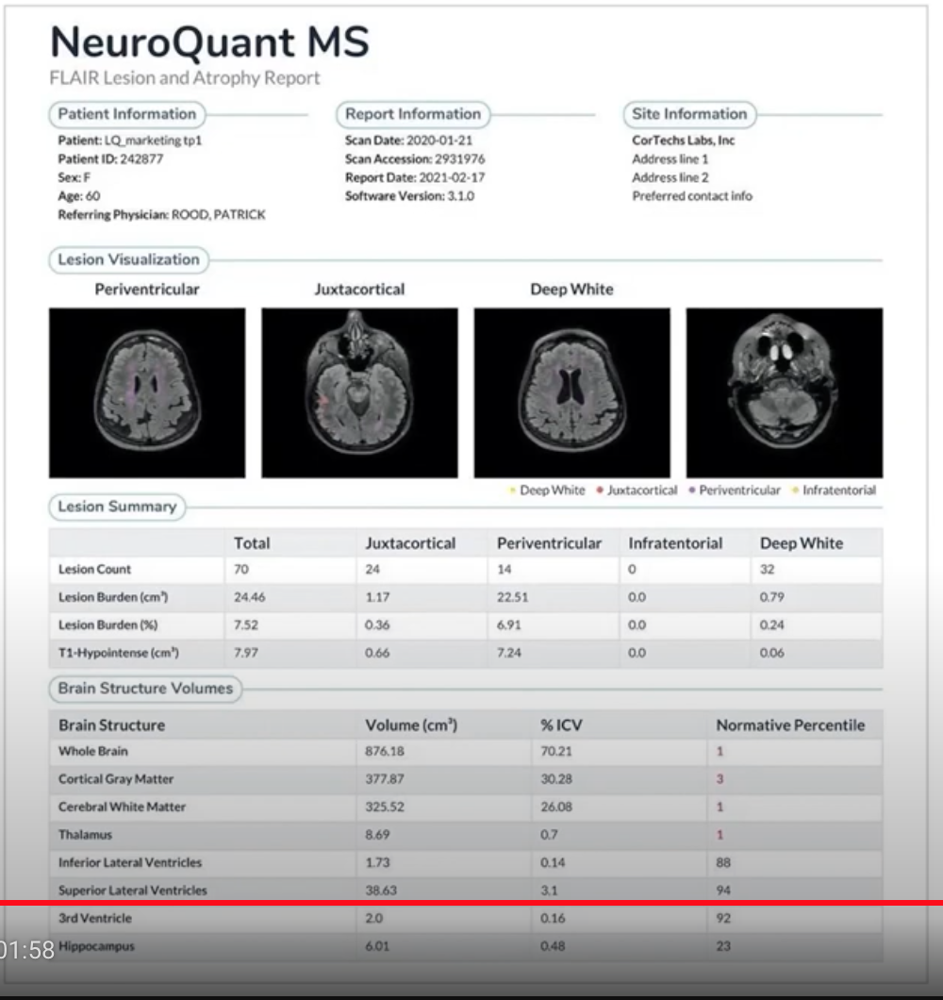 NeuroQuant MS
FLAIR Lesion and Atrophy Report
Patient Information
Patient: LQ_marketing tp1
Patient ID: 242877
Sex: F
Age: 60
Referring Physician: ROOD, PATRICK
Report Information
Scan Date: 2020-01-21
Scan Accession: 2931976
Report Date: 2021-02-17
Software Version: 3.1.0
Site Information
CorTechs Labs, Inc
Address line 1
Address line 2
Preferred contact info
Lesion Visualization
Periventricular Juxtacortical Deep White
Deep White Juxtacortical Periventricular Infratentorial
Lesion Summary
Total Juxtacortical Periventricular Infratentorial Deep White
Lesion Count 70 24 14 0 32
Lesion Burden (cm³) 24.46 1.17 22.51 0.0 0.79
Lesion Burden (%) 7.52 0.36 6.91 0.0 0.24
T1-Hypointense (cm³) 7.97 0.66 7.24 0.0 0.06
Brain Structure Volumes
Brain Structure Volume (cm³) % ICV Normative Percentile
Whole Brain 876.18 70.21 1
Cortical Gray Matter 377.87 30.28 3
Cerebral White Matter 325.52 26.08 1
Thalamus 8.69 0.7 1
Inferior Lateral Ventricles 1.73 0.14 88
Superior Lateral Ventricles 38.63 3.1 94
3rd Ventricle 2.0 0.16 92
Hippocampus 6.01 0.48 23
01:58